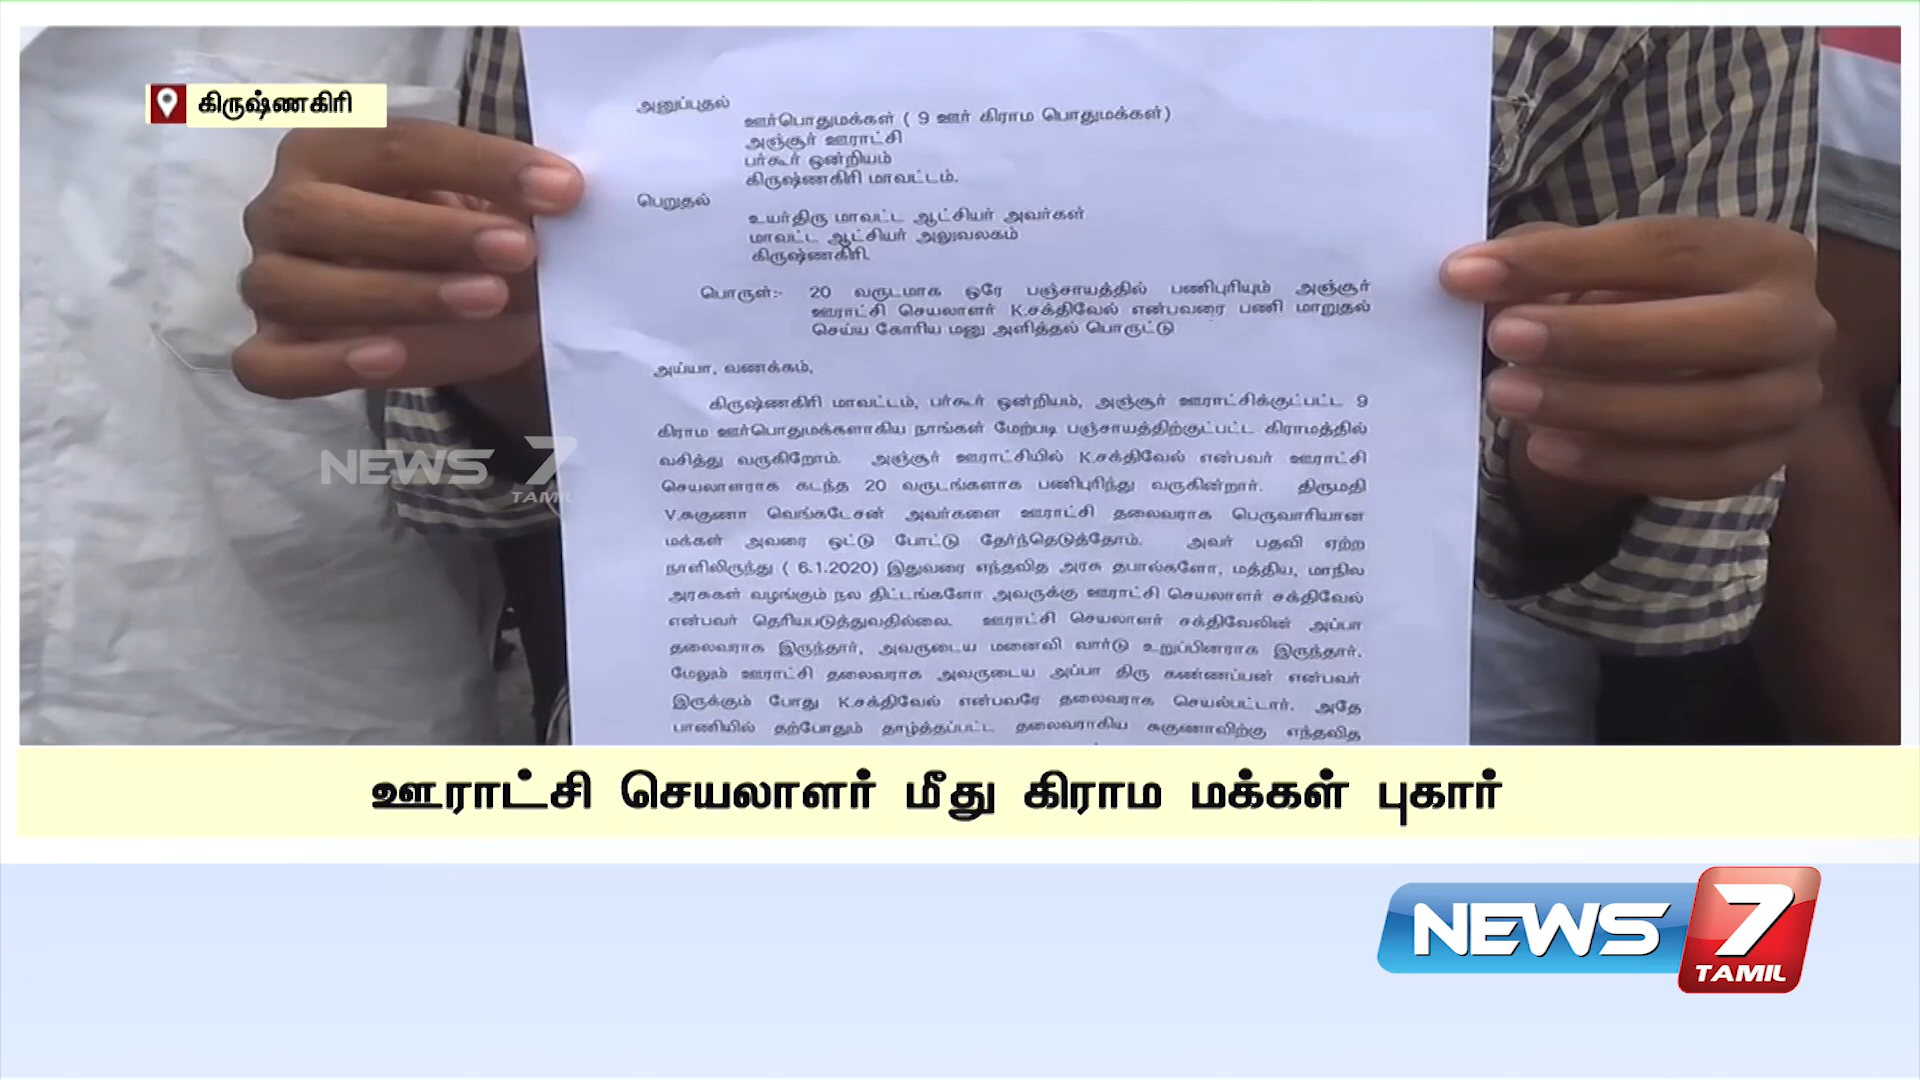 கிருஷ்ணகிரி
அனுப்புதல்
ஊர்பொதுமக்கள் ( 9 ஊர் கிராம பொதுமக்கள்)
அஞ்சூர் ஊராட்சி
பர்கூர் ஒன்றியம்
கிருஷ்ணகிரி மாவட்டம்.
பெறுதல்
உயர்திரு மாவட்ட ஆட்சியர் அவர்கள்
மாவட்ட ஆட்சியர் அலுவலகம்
கிருஷ்ணகிரி.
பொருள்:- 20 வருடமாக ஒரே பஞ்சாயத்தில் பணிபுரியும் அஞ்சூர்
ஊராட்சி செயலாளர் K.சக்திவேல் என்பவரை பணி மாறுதல்
செய்ய கோரிய மனு அளித்தல் பொருட்டு
அய்யா, வணக்கம்,
கிருஷ்ணகிரி மாவட்டம், பர்கூர் ஒன்றியம், அஞ்சூர் ஊராட்சிக்குட்பட்ட 9
கிராம ஊர்பொதுமக்களாகிய நாங்கள் மேற்படி பஞ்சாயத்திற்குட்பட்ட கிராமத்தில்
வசித்து வருகிறோம். அஞ்சூர் ஊராட்சியில் K.சக்திவேல் என்பவர் ஊராட்சி
செயலாளராக கடந்த 20 வருடங்களாக பணிபுரிந்து வருகின்றார். திருமதி
V.சுகுணா வெங்கடேசன் அவர்களை ஊராட்சி தலைவராக பெருவாரியான
மக்கள் அவரை ஓட்டு போட்டு தேர்ந்தெடுத்தோம். அவர் பதவி ஏற்ற
நாளிலிருந்து ( 6.1.2020) இதுவரை எந்தவித அரசு தபால்களோ, மத்திய, மாநில
அரசுகள் வழங்கும் நல திட்டங்களோ அவருக்கு ஊராட்சி செயலாளர் சக்திவேல்
என்பவர் தெரியபடுத்துவதில்லை. ஊராட்சி செயலாளர் சக்திவேலின் அப்பா
தலைவராக இருந்தார், அவருடைய மனைவி வார்டு உறுப்பினராக இருந்தார்.
மேலும் ஊராட்சி தலைவராக அவருடைய அப்பா திரு கண்ணப்பன் என்பவர்
இருக்கும் போது K.சக்திவேல் என்பவரே தலைவராக செயல்பட்டார். அதே
பாணியில் தற்போதும் தாழ்த்தப்பட்ட தலைவராகிய சுகுணாவிற்கு எந்தவித
NEWS 7
TAMIL
ஊராட்சி செயலாளர் மீது கிராம மக்கள் புகார்
NEWS 7
TAMIL